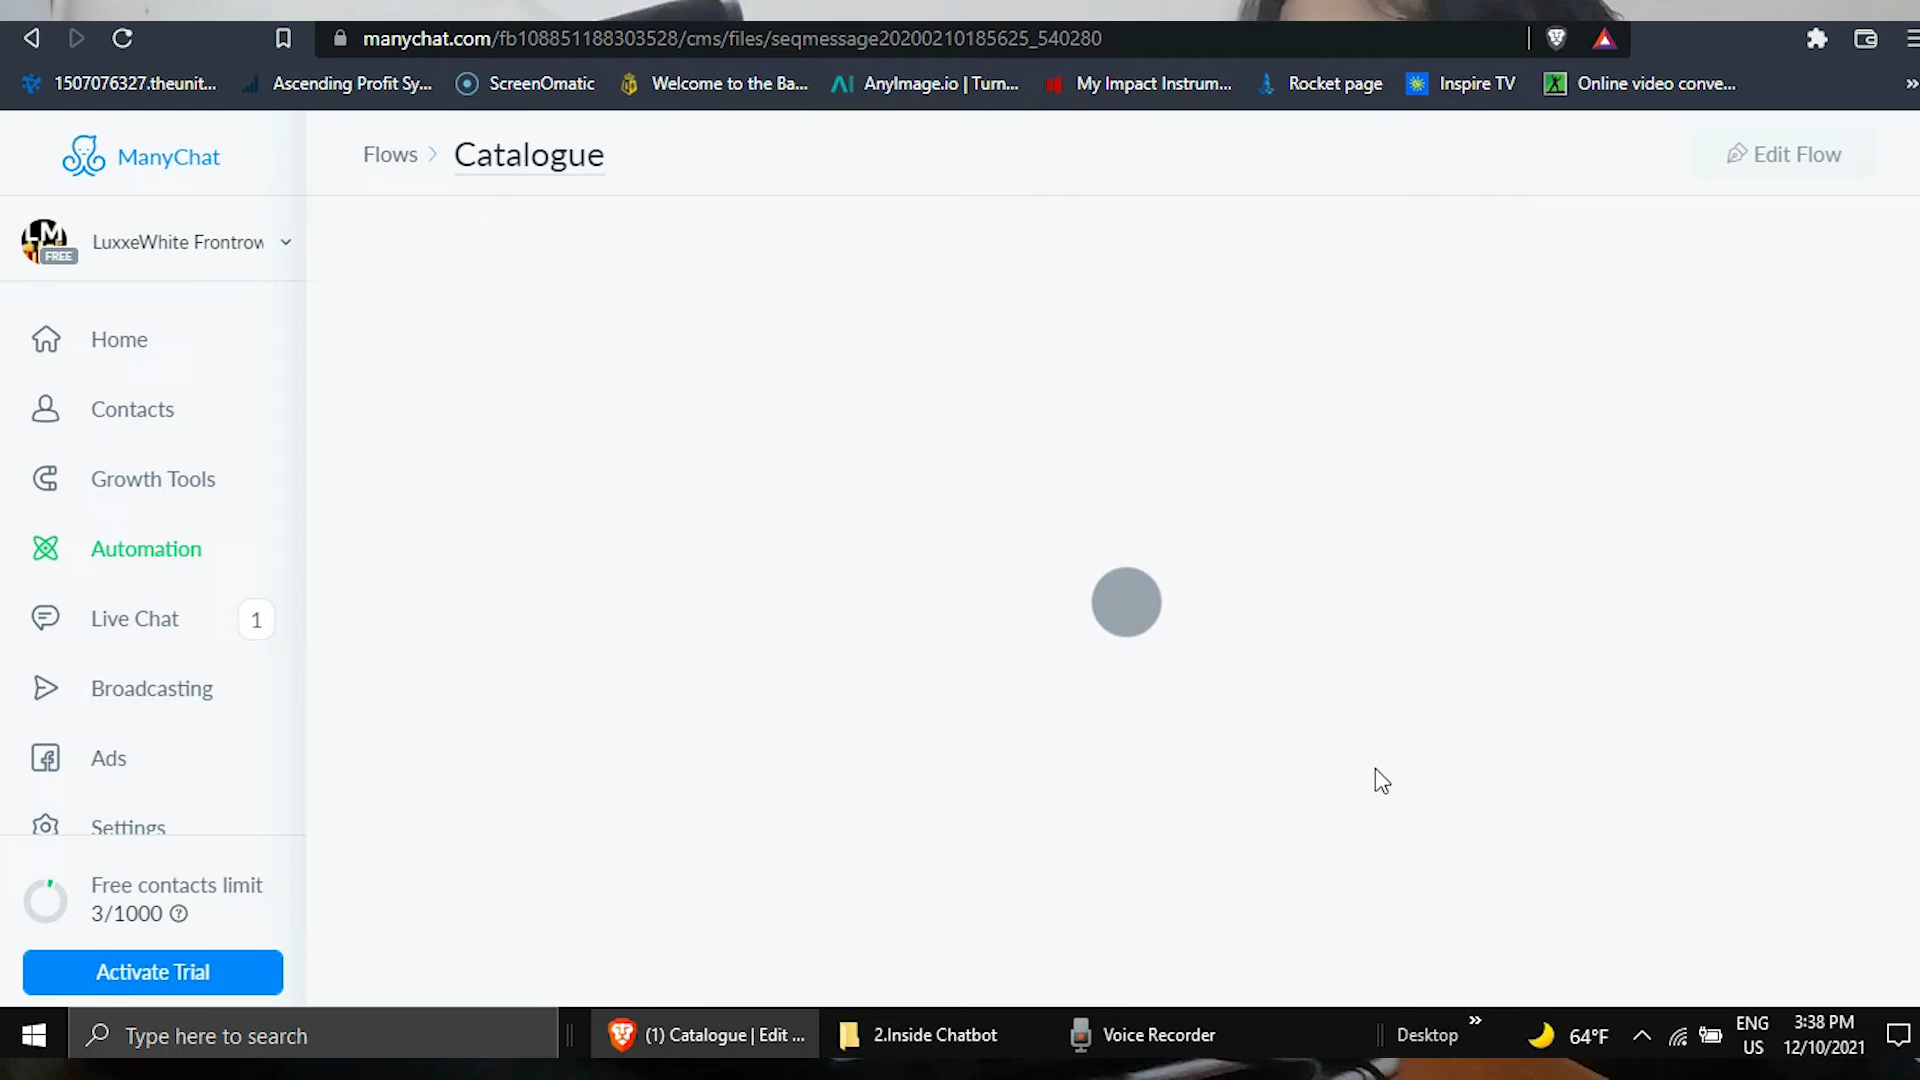 manychat.com/fb108851188303528/cms/files/seqmessage20200210185625_540280
1507076327.theunit...
Ascending Profit Sy...
ScreenOmatic
Welcome to the Ba...
AnyImage.io | Turn...
My Impact Instrum...
Rocket page
Inspire TV
Online video conve...
»
ManyChat
Flows > Catalogue
Edit Flow
LM
FREE
LuxxeWhite Frontrow
Home
Contacts
Growth Tools
Automation
Live Chat
1
Broadcasting
Ads
Settings
Free contacts limit
3/1000
Activate Trial
Type here to search
(1) Catalogue | Edit ...
2.Inside Chatbot
Voice Recorder
Desktop
»
64°F
ENG
US
3:38 PM
12/10/2021